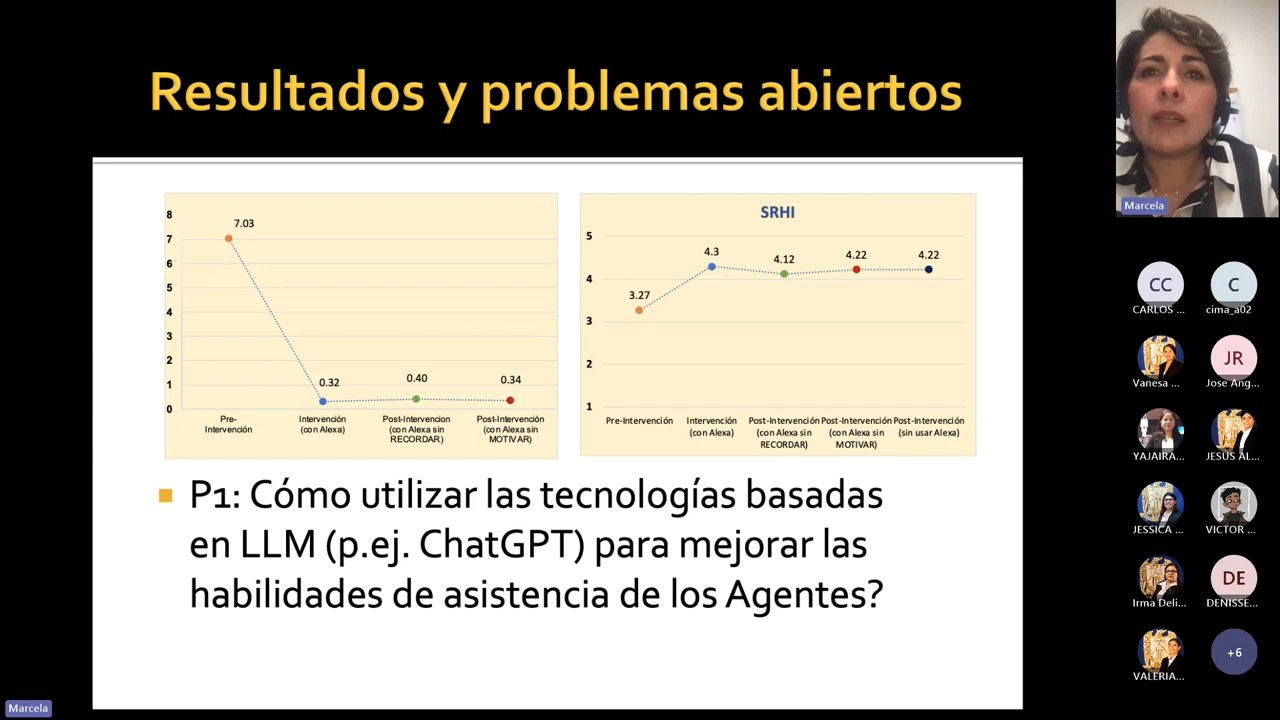 Resultados y problemas abiertos
8
7
6
5
4
3
3
2
1
0
7.03
0.32
0.40
0.34
Pre-
Intervención
Intervención
(con Alexa)
Post-Intervencion
(con Alexa sin
RECORDAR)
Post-Intervención
(con Alexa sin
MOTIVAR)
SRHI
5
4
3
2
1
3.27
4.3
4.12
4.22
4.22
Pre-Intervención
Intervención
(con Alexa)
Post-Intervención
(con Alexa sin
RECORDAR)
Post-Intervención
(con Alexa sin
MOTIVAR)
Post-Intervención
(sin usar Alexa)
P1: Cómo utilizar las tecnologías basadas
en LLM (p.ej. ChatGPT) para mejorar las
habilidades de asistencia de los Agentes?
Marcela
Marcela
CC
CARLOS ...
C
cima_a02
Vanesa ...
JR
Jose Ang...
YAJAIRA...
JESUS AL...
JESSICA ...
VICTOR ...
Irma Deli...
DE
DENISSE...
VALERIA...
+6